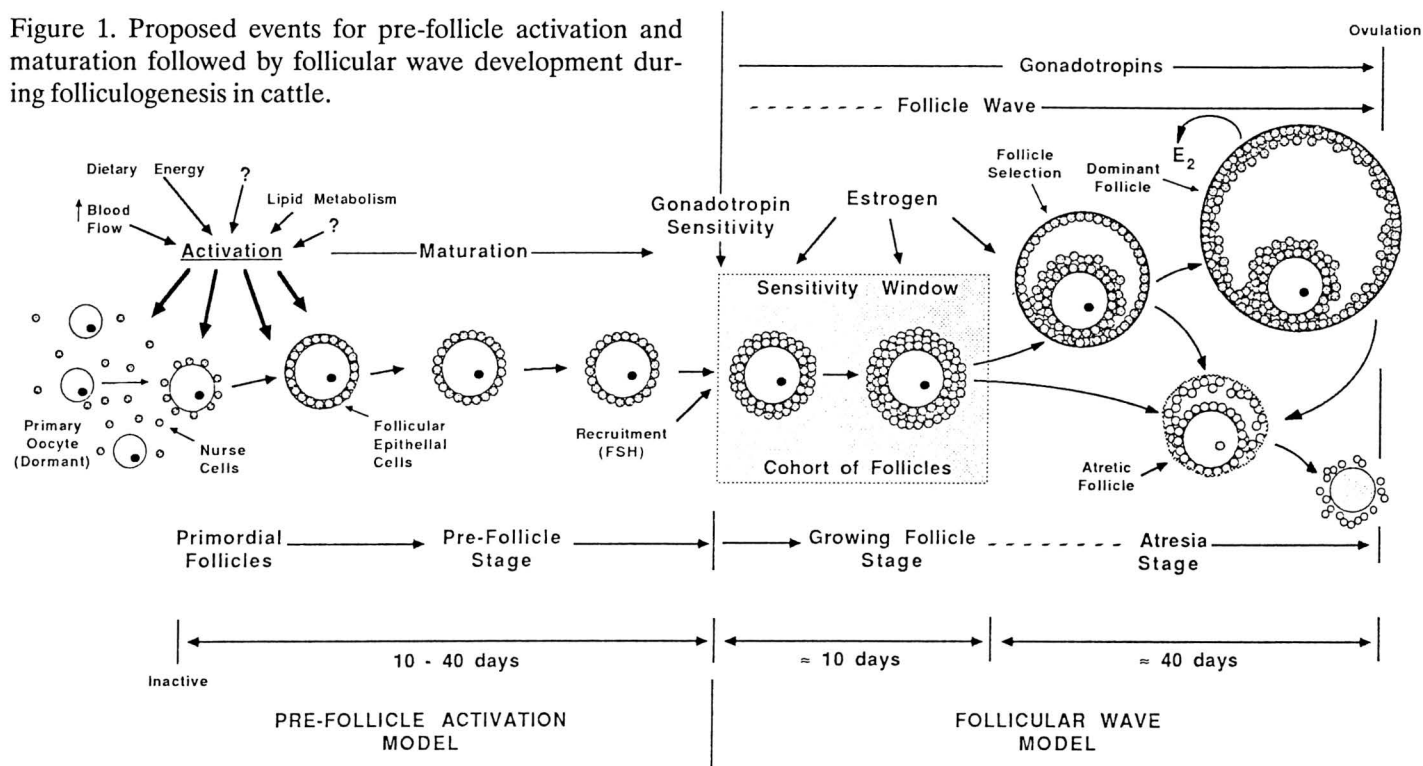 Figure 1. Proposed events for pre-follicle activation and
maturation followed by follicular wave development dur-
ing folliculogenesis in cattle.
Ovulation
Gonadotropins
Follicle Wave
Dietary Energy
?
Lipid Metabolism
?
↑ Blood
Flow
Activation
Maturation
Gonadotropin
Sensitivity
Estrogen
Follicle
Selection
Dominant
Follicle
E2
Sensitivity Window
Primary
Oocyte
(Dormant)
Nurse
Cells
Follicular
Epithellal
Cells
Recruitment
(FSH)
Cohort of Follicles
Atretic
Follicle
Primordial
Follicles
Pre-Follicle
Stage
Growing Follicle
Stage
Atresia
Stage
10 - 40 days
≈ 10 days
≈ 40 days
Inactive
PRE-FOLLICLE ACTIVATION
MODEL
FOLLICULAR WAVE
MODEL